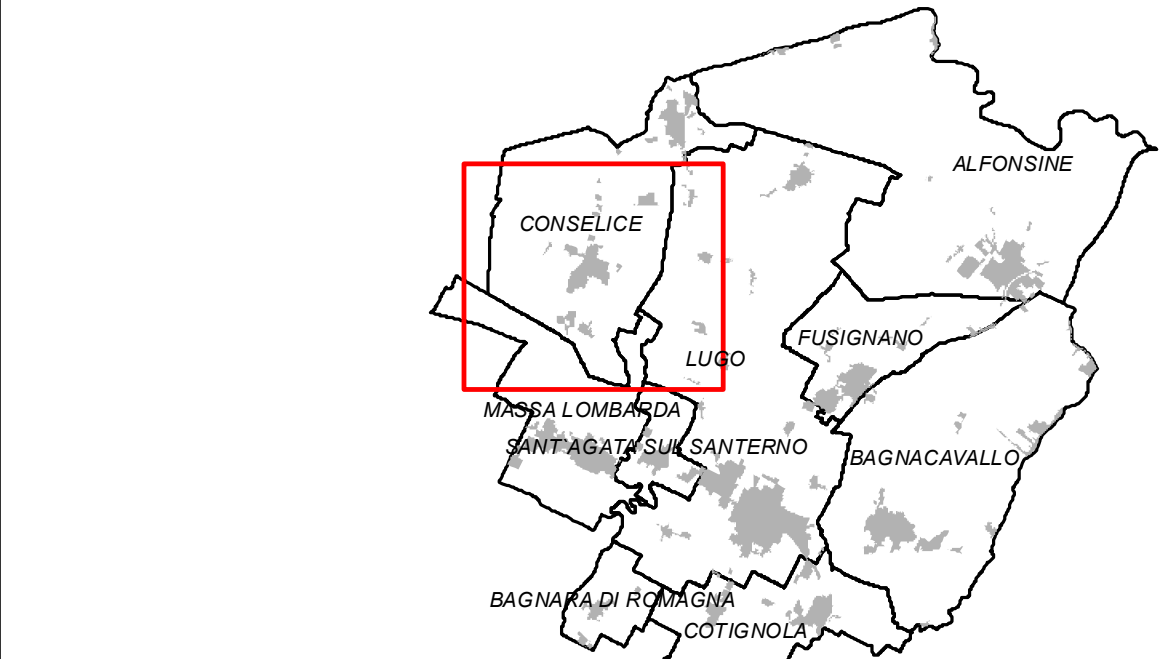 ALFONSINE
CONSELICE
FUSIGNANO
LUGO
MASSA LOMBARDA
SANT`AGATA SUL SANTERNO
BAGNACAVALLO
BAGNARA DI ROMAGNA
COTIGNOLA